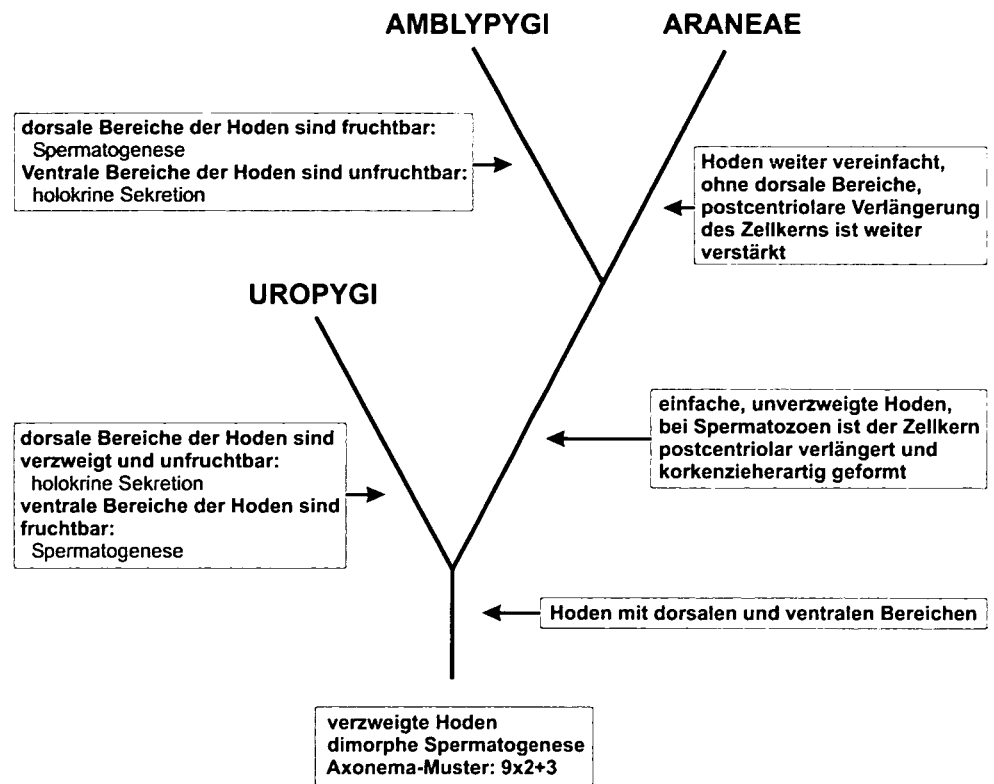 AMBLYPYGI
ARANEAE
dorsale Bereiche der Hoden sind fruchtbar:
Spermatogenese
Ventrale Bereiche der Hoden sind unfruchtbar:
holokrine Sekretion
Hoden weiter vereinfacht,
ohne dorsale Bereiche,
postcentriolare Verlängerung
des Zellkerns ist weiter
verstärkt
UROPYGI
dorsale Bereiche der Hoden sind
verzweigt und unfruchtbar:
holokrine Sekretion
ventrale Bereiche der Hoden sind
fruchtbar:
Spermatogenese
einfache, unverzweigte Hoden,
bei Spermatozoen ist der Zellkern
postcentriolar verlängert und
korkenzieherartig geformt
Hoden mit dorsalen und ventralen Bereichen
verzweigte Hoden
dimorphe Spermatogenese
Axonema-Muster: 9x2+3